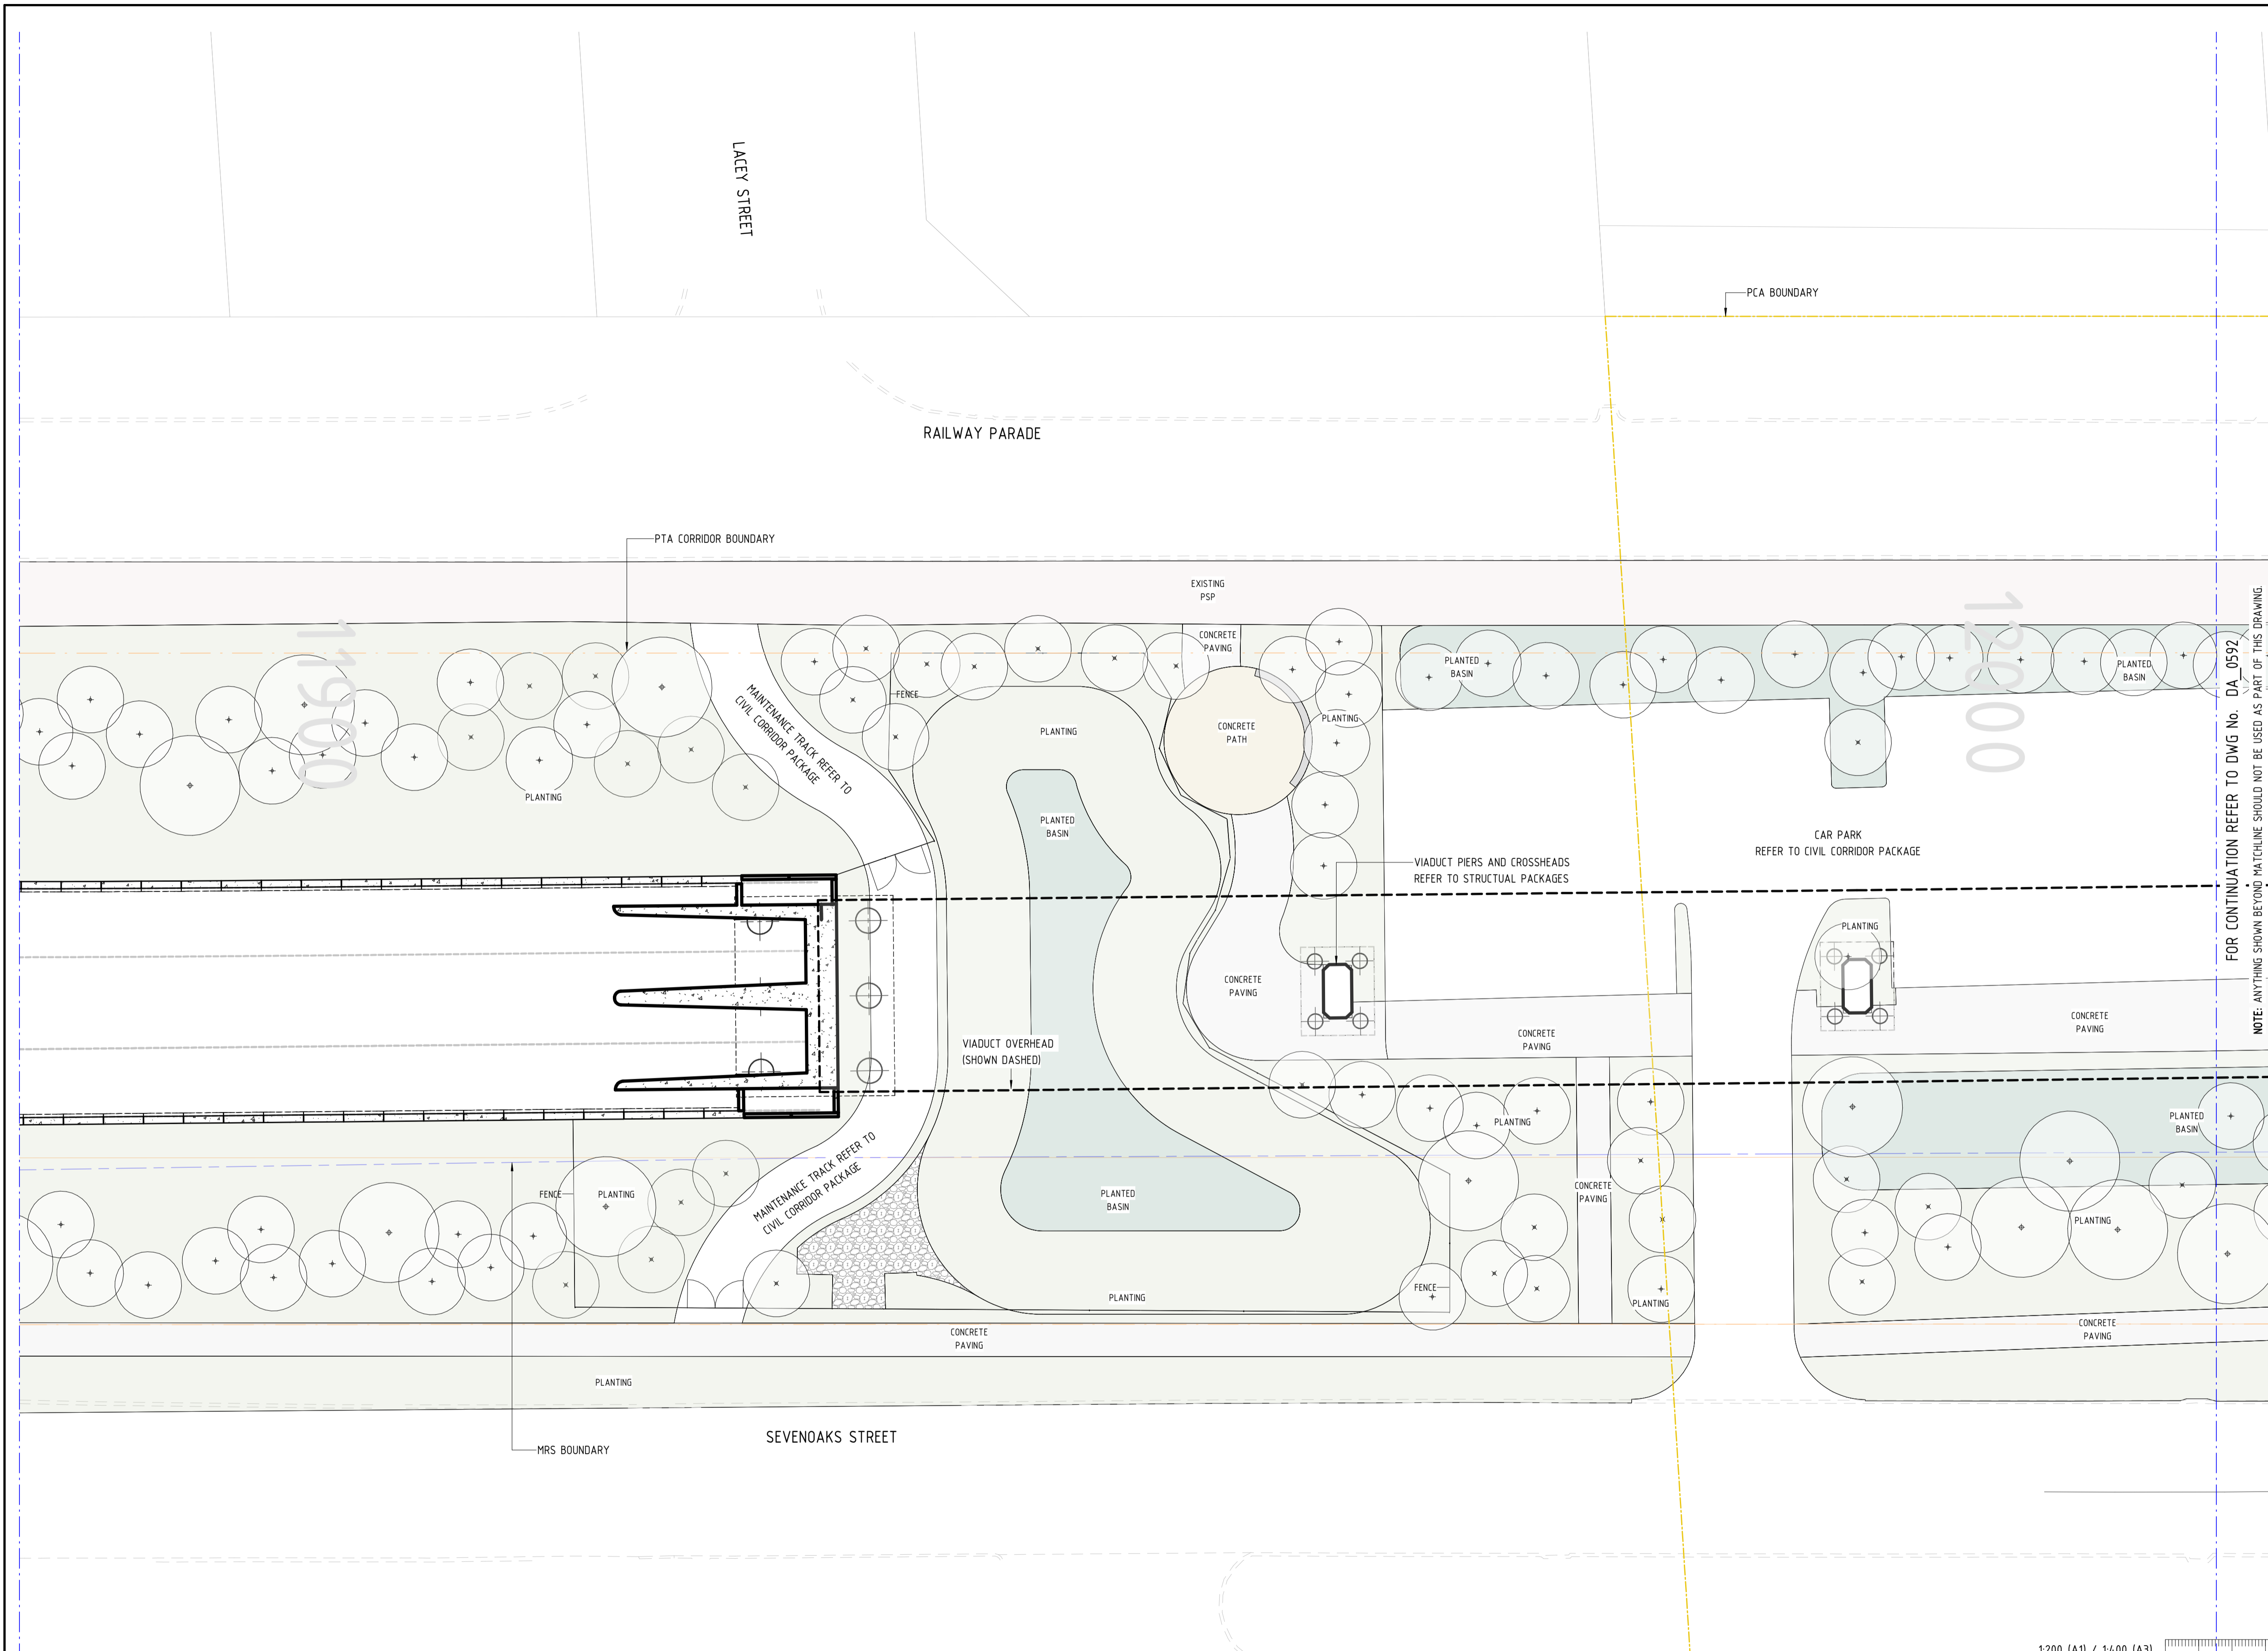 LACEY STREET
PCA BOUNDARY
RAILWAY PARADE
PTA CORRIDOR BOUNDARY
EXISTING
PSP
11900
12000
CONCRETE
PAVING
FENCE
MAINTENANCE TRACK REFER TO
CIVIL CORRIDOR PACKAGE
PLANTED
BASIN
PLANTED
BASIN
PLANTING
CONCRETE
PATH
PLANTING
PLANTING
PLANTED
BASIN
CAR PARK
REFER TO CIVIL CORRIDOR PACKAGE
VIADUCT PIERS AND CROSSHEADS
REFER TO STRUCTUAL PACKAGES
PLANTING
CONCRETE
PAVING
CONCRETE
PAVING
CONCRETE
PAVING
VIADUCT OVERHEAD
(SHOWN DASHED)
PLANTING
PLANTED
BASIN
MAINTENANCE TRACK REFER TO
CIVIL CORRIDOR PACKAGE
FENCE
PLANTING
PLANTED
BASIN
CONCRETE
PAVING
PLANTING
FENCE
PLANTING
PLANTING
CONCRETE
PAVING
CONCRETE
PAVING
PLANTING
SEVENOAKS STREET
MRS BOUNDARY
FOR CONTINUATION REFER TO DWG No. DA_0592
NOTE: ANYTHING SHOWN BEYOND MATCHLINE SHOULD NOT BE USED AS PART OF THIS DRAWING.
1:200 (A1) / 1:400 (A3)